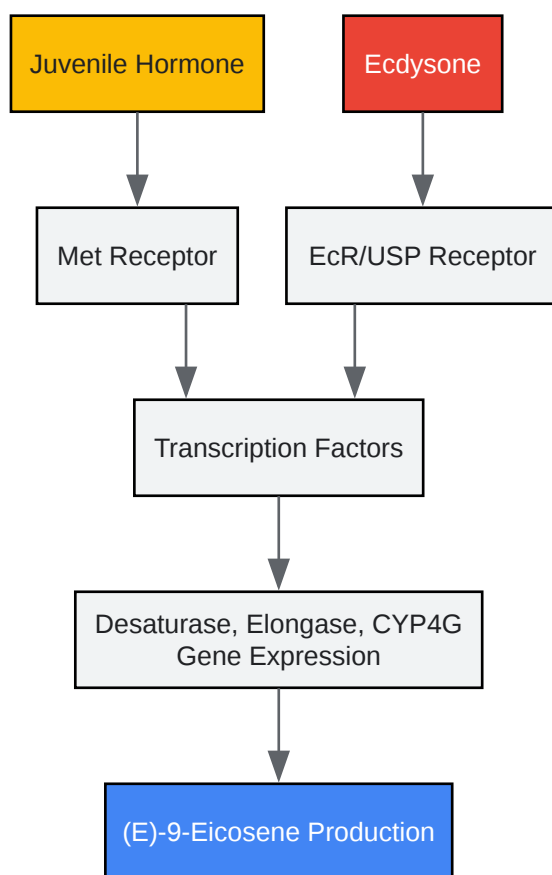 Juvenile Hormone
Ecdysone
Met Receptor
EcR/USP Receptor
Transcription Factors
Desaturase, Elongase, CYP4G
Gene Expression
(E)-9-Eicosene Production